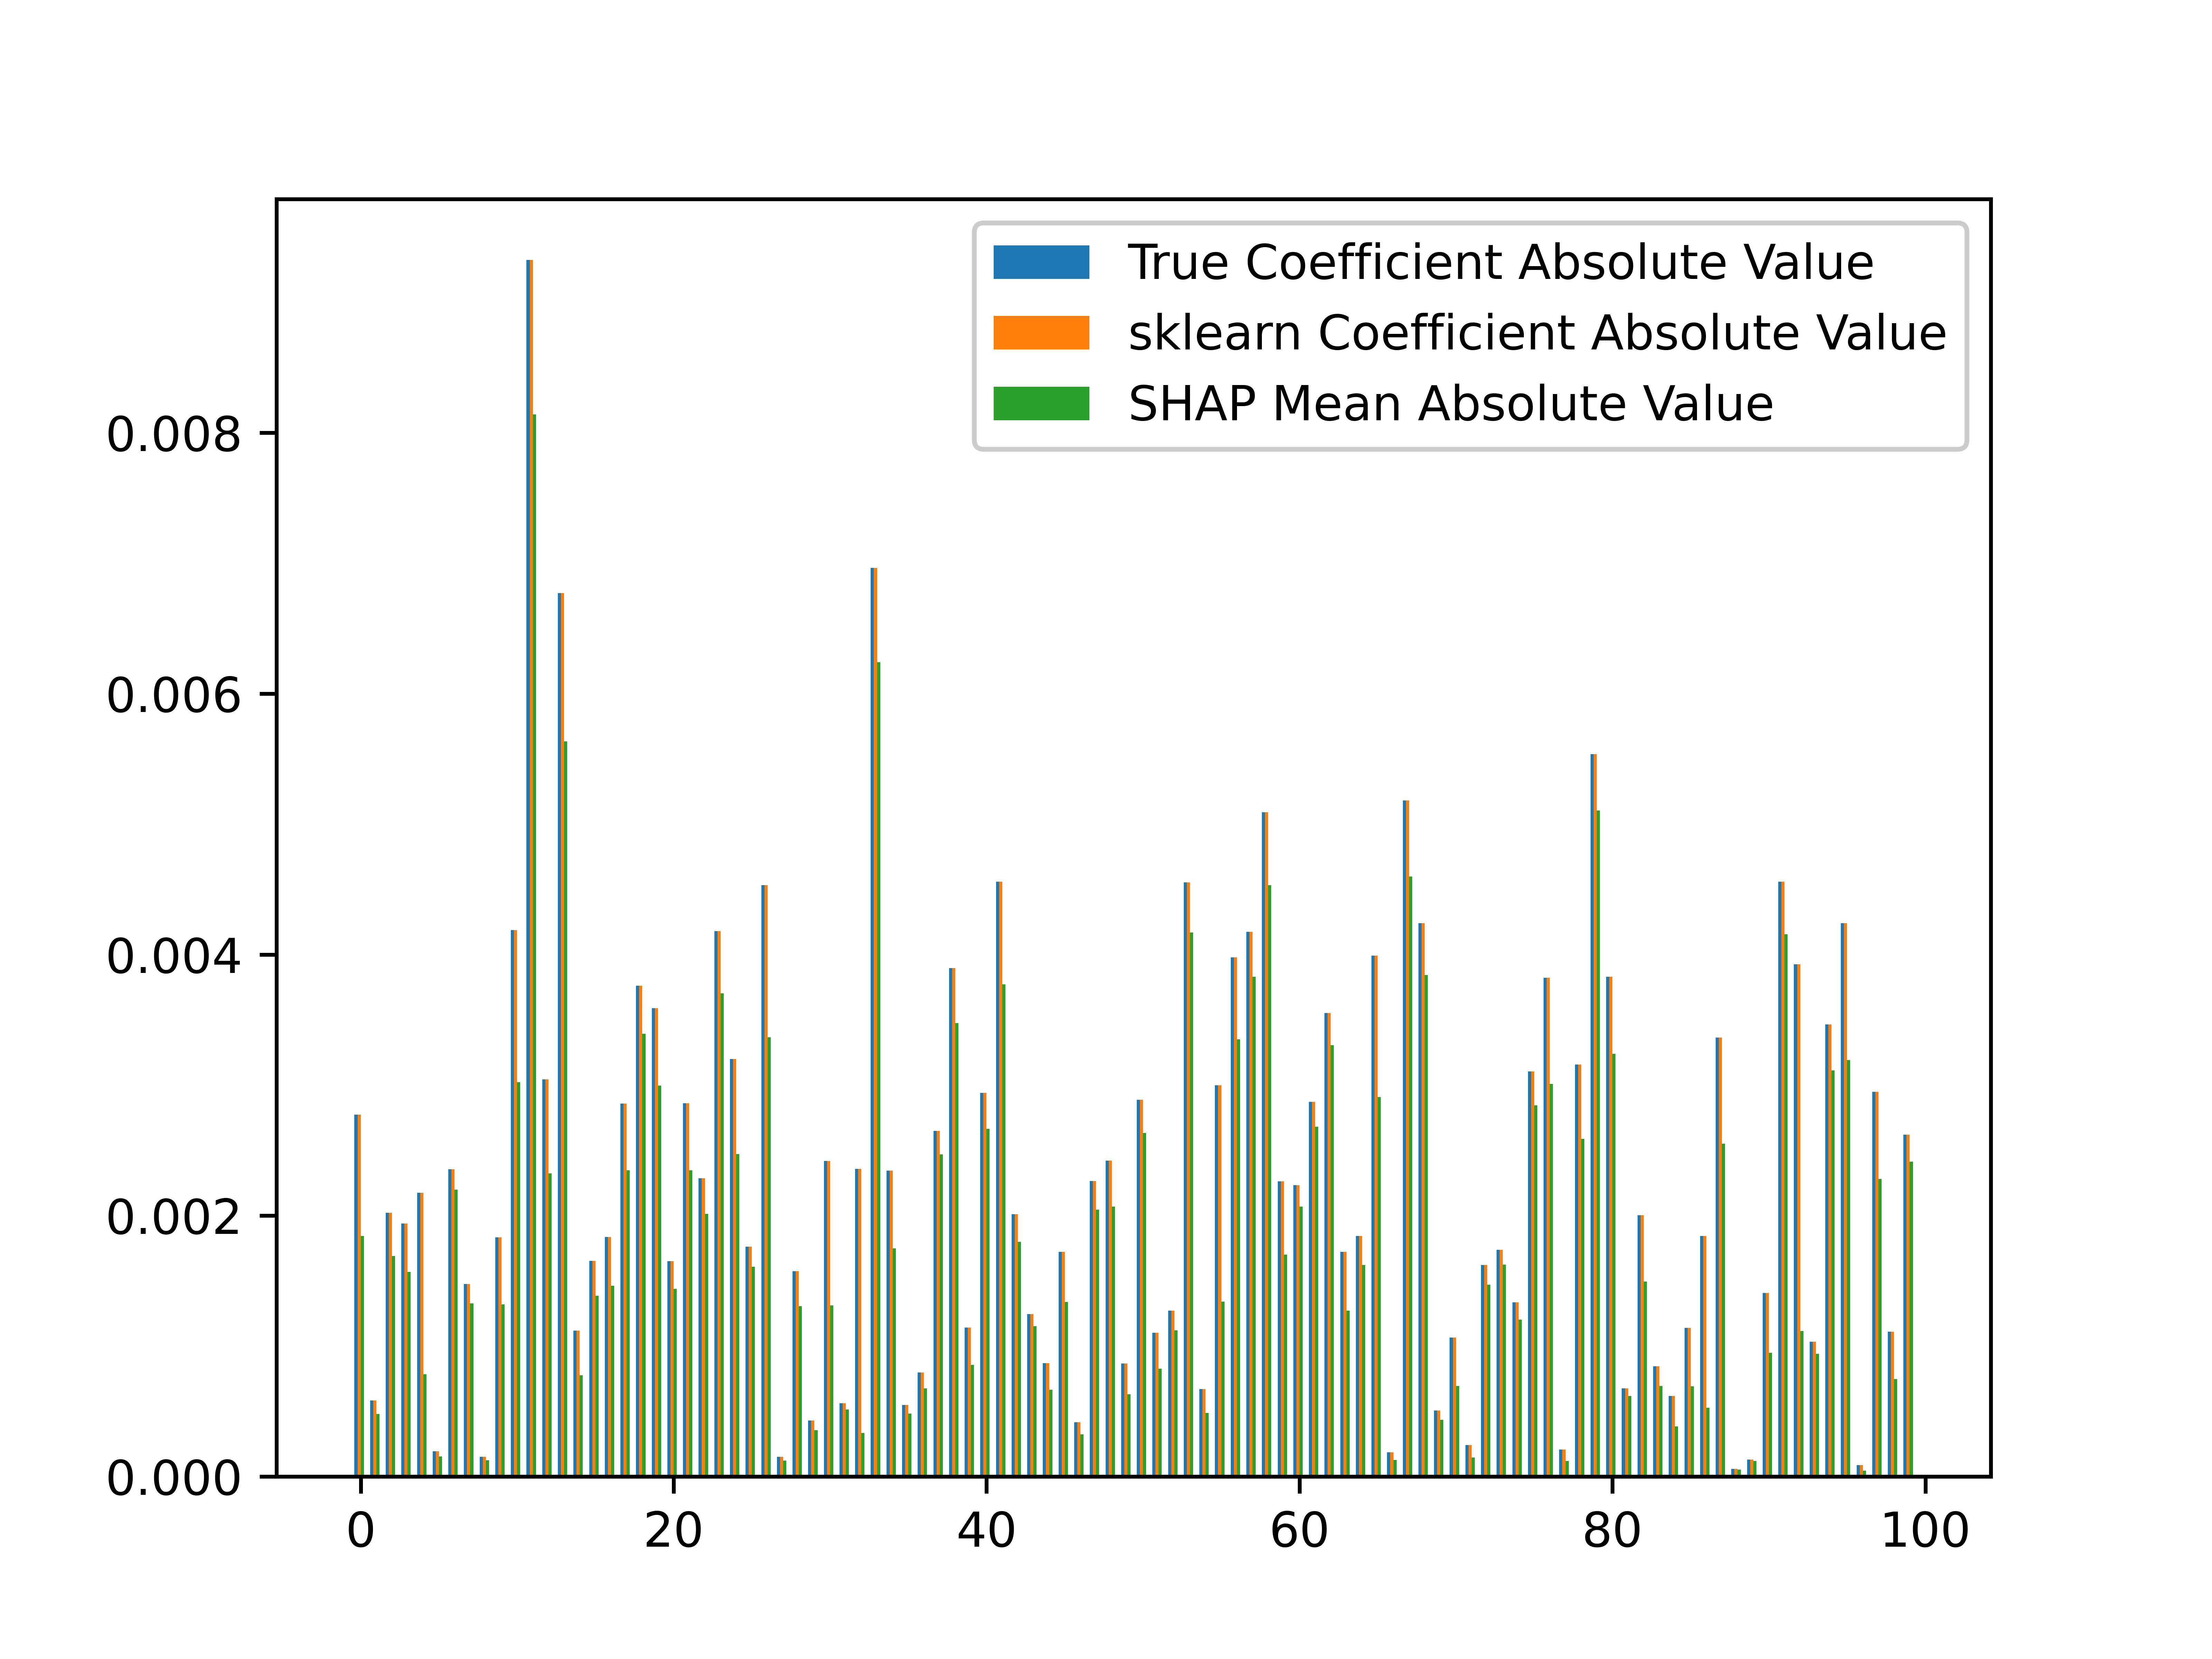 True Coefficient Absolute Value
sklearn Coefficient Absolute Value
SHAP Mean Absolute Value
0.008
0.006
0.004
0.002
0.000
0 20 40 60 80 100